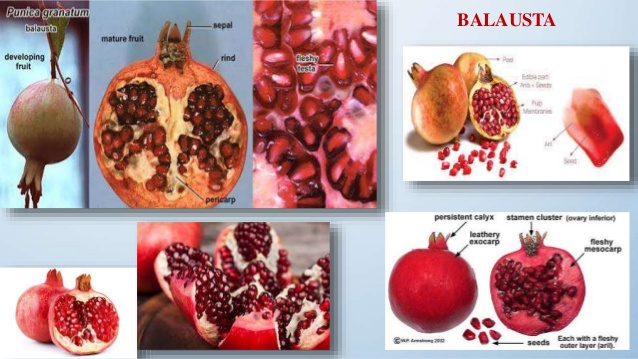 BALAUSTA
Punica granatum
balausta
developing
fruit
mature fruit
sepal
rind
pericarp
fleshy
testa
Peel
Edible part:
Arils + Seeds
Pulp
Membranes
Aril
Seed
persistent calyx
stamen cluster (ovary inferior)
leathery
exocarp
fleshy
mesocarp
seeds
Each with a fleshy
outer layer (aril).
©W.P. Armstrong 2002